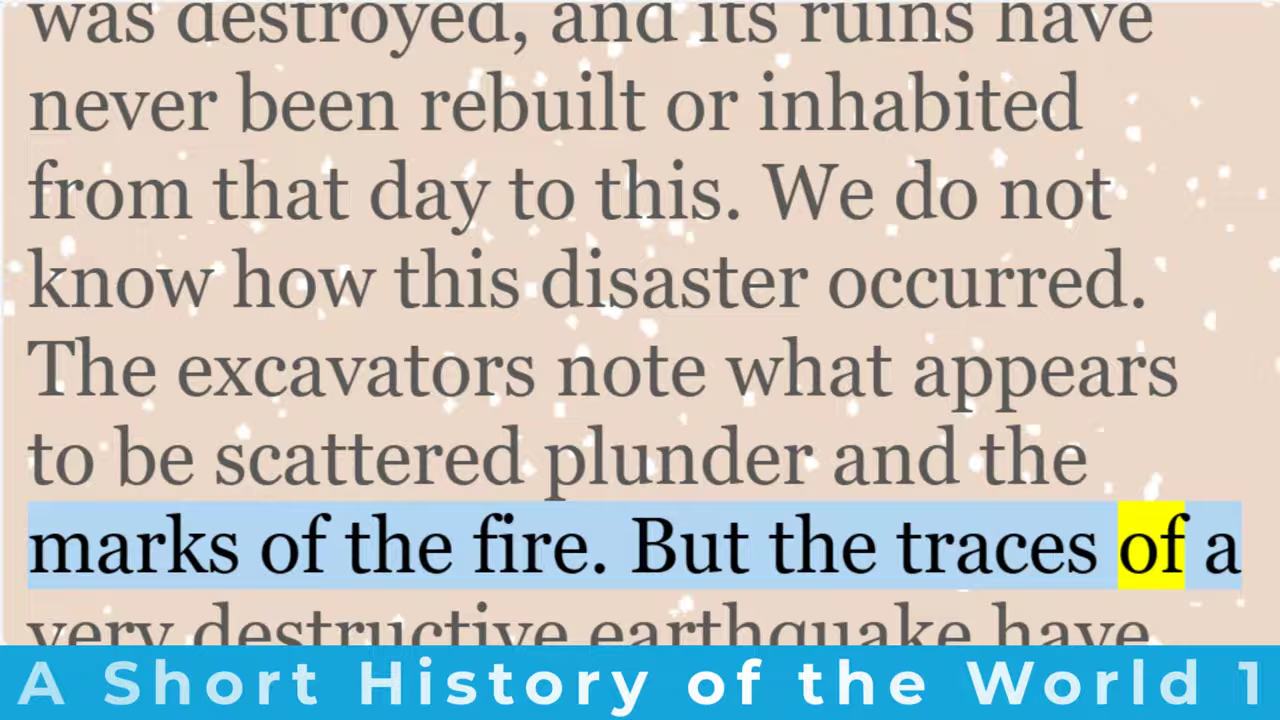 was destroyed, and its ruins have
never been rebuilt or inhabited
from that day to this. We do not
know how this disaster occurred.
The excavators note what appears
to be scattered plunder and the
marks of the fire. But the traces of a
very destructive earthquake have
A Short History of the World 1